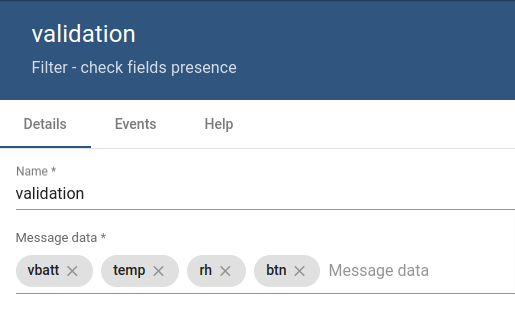 validation
Filter - check fields presence
Details Events Help
Name *
validation
Message data *
vbatt temp rh btn Message data